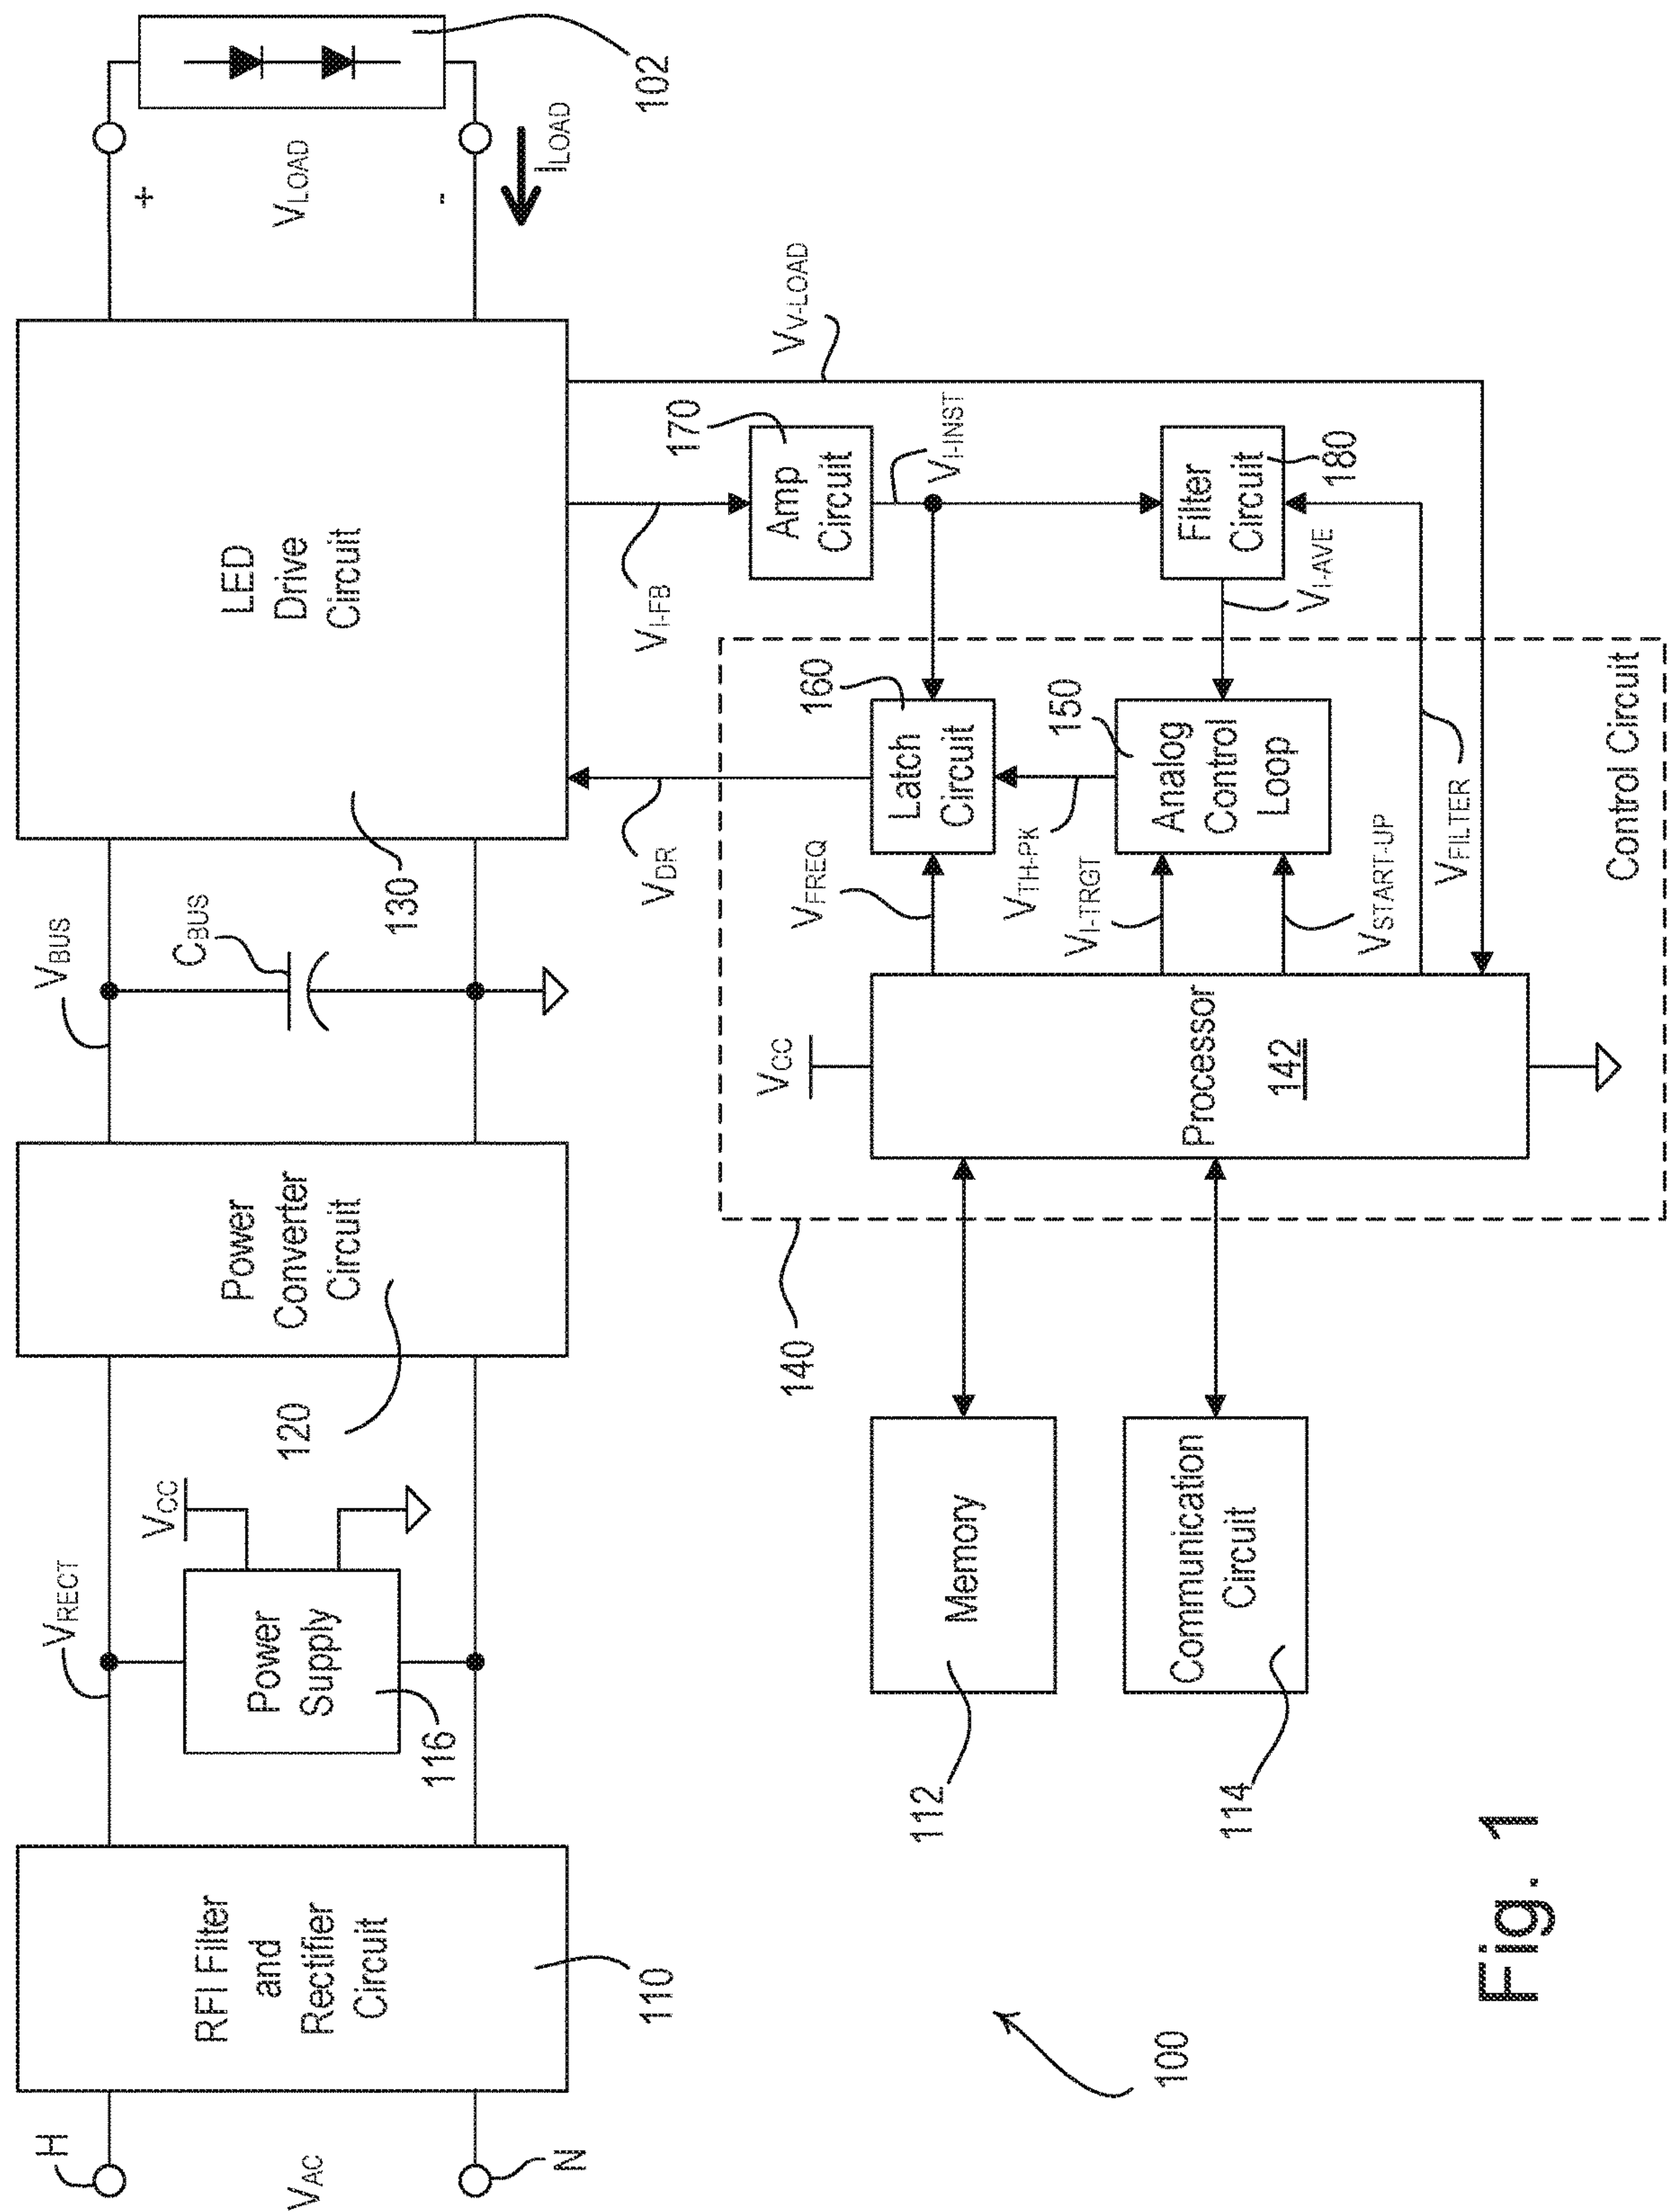 H
N
VAC
RFI Filter
and
Rectifier
Circuit
110
VRECT
Power
Supply
116
VCC
Power
Converter
Circuit
120
VBUS
CBUS
LED
Drive
Circuit
130
+
VLOAD
-
ILOAD
102
VDR
VI-FB
VV-LOAD
Amp
Circuit
170
VI-INST
Filter
Circuit
180
VI-AVE
Latch
Circuit
160
VFREQ
VTH-PK
Analog
Control
Loop
150
VI-TRGT
VSTART-UP
VFILTER
VCC
Processor
142
Control Circuit
140
Memory
112
Communication
Circuit
114
100
Fig. 1